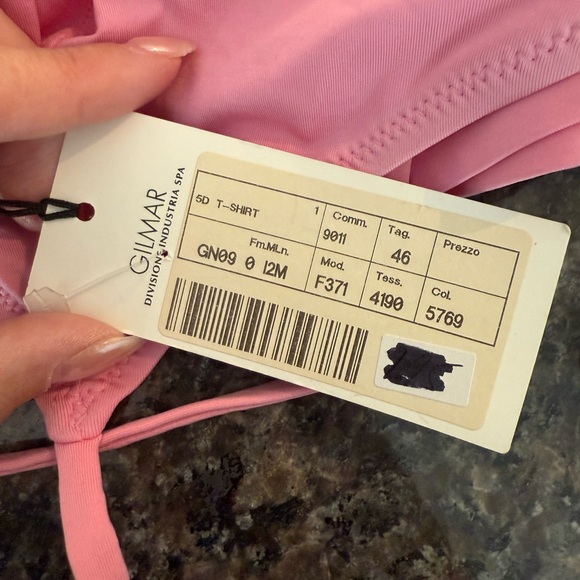 GILMAR
DIVISIONE INDUSTRIA SPA
5D T-SHIRT 1
Comm.
9011
Tag.
46
Prezzo
Fm.Mln.
GN09 0 12M
Mod.
F371
Tess.
4190
Col.
5769